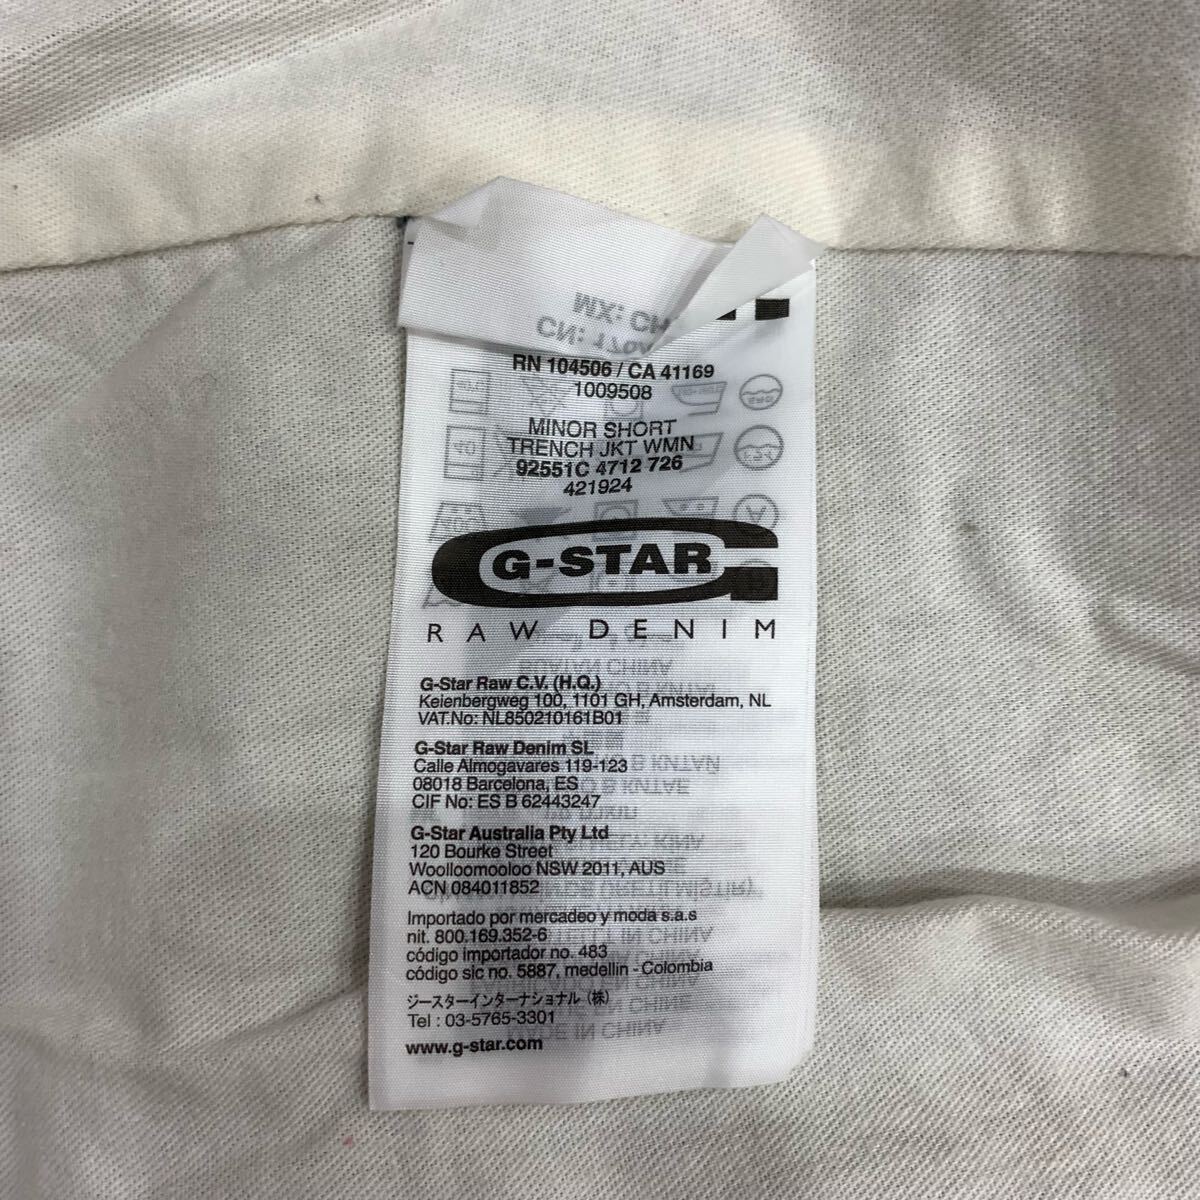 RN 104506 / CA 41169
1009508
MINOR SHORT
TRENCH JKT WMN
92551C 4712 726
421924
G-STAR
RAW DENIM
G-Star Raw C.V. (H.Q.)
Keienbergweg 100, 1101 GH, Amsterdam, NL
VAT.No: NL850210161B01
G-Star Raw Denim SL
Calle Almogavares 119-123
08018 Barcelona, ES
CIF No: ES B 62443247
G-Star Australia Pty Ltd
120 Bourke Street
Woolloomooloo NSW 2011, AUS
ACN 084011852
Importado por mercadeo y moda s.a.s
nit. 800.169.352-6
código importador no. 483
código sic no. 5887, medellin - Colombia
ジースターインターナショナル (株)
Tel : 03-5765-3301
www.g-star.com